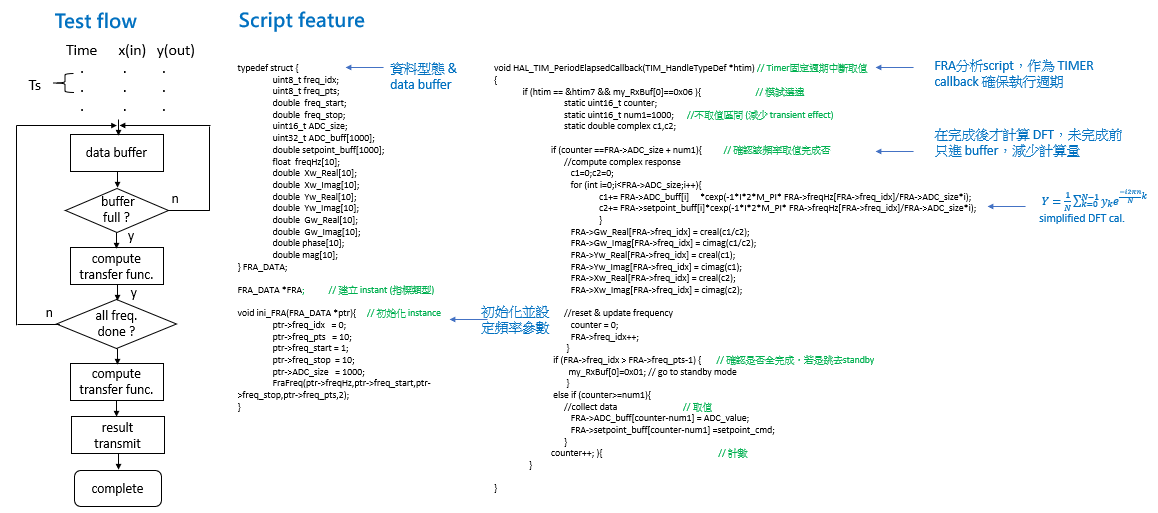 Test flow
Time x(in) y(out)
Ts
data buffer
buffer
full ?
n
y
compute
transfer func.
y
n
all freq.
done ?
compute
transfer func.
result
transmit
complete
Script feature
typedef struct {
uint8_t freq_idx;
uint8_t freq_pts;
double freq_start;
double freq_stop;
uint16_t ADC_size;
uint32_t ADC_buff[1000];
double setpoint_buff[1000];
float freqHz[10];
double Xw_Real[10];
double Xw_Imag[10];
double Yw_Real[10];
double Yw_Imag[10];
double Gw_Real[10];
double Gw_Imag[10];
double phase[10];
double mag[10];
} FRA_DATA;
FRA_DATA *FRA; // 建立 instant (指標類型)
void ini_FRA(FRA_DATA *ptr){ // 初始化 instance
ptr->freq_idx = 0;
ptr->freq_pts = 10;
ptr->freq_start = 1;
ptr->freq_stop = 10;
ptr->ADC_size = 1000;
FraFreq(ptr->freqHz,ptr->freq_start,ptr-
>freq_stop,ptr->freq_pts,2);
}
資料型態 &
data buffer
初始化並設
定頻率參數
void HAL_TIM_PeriodElapsedCallback(TIM_HandleTypeDef *htim) // Timer固定週期中斷取值
{
if (htim == &htim7 && my_RxBuf[0]==0x06 ){ // 模試選遮
static uint16_t counter;
static uint16_t num1=1000; //不取值區間 (減少 transient effect)
static double complex c1,c2;
if (counter ==FRA->ADC_size + num1){ // 確認該頻率取值完成否
//compute complex response
c1=0;c2=0;
for (int i=0;i<FRA->ADC_size;i++){
c1+= FRA->ADC_buff[i] *cexp(-1*I*2*M_PI* FRA->freqHz[FRA->freq_idx]/FRA->ADC_size*i);
c2+= FRA->setpoint_buff[i]*cexp(-1*I*2*M_PI* FRA->freqHz[FRA->freq_idx]/FRA->ADC_size*i);
}
FRA->Gw_Real[FRA->freq_idx] = creal(c1/c2);
FRA->Gw_Imag[FRA->freq_idx] = cimag(c1/c2);
FRA->Yw_Real[FRA->freq_idx] = creal(c1);
FRA->Yw_Imag[FRA->freq_idx] = cimag(c1);
FRA->Xw_Real[FRA->freq_idx] = creal(c2);
FRA->Xw_Imag[FRA->freq_idx] = cimag(c2);
//reset & update frequency
counter = 0;
FRA->freq_idx++;
}
if (FRA->freq_idx > FRA->freq_pts-1) { // 確認是否全完成，若是跳去standby
my_RxBuf[0]=0x01; // go to standby mode
}
else if (counter>=num1){
//collect data // 取值
FRA->ADC_buff[counter-num1] = ADC_value;
FRA->setpoint_buff[counter-num1] =setpoint_cmd;
}
counter++; ){ // 計數
}
}
FRA分析script，作為 TIMER
callback 確保執行週期
在完成後才計算 DFT，未完成前
只進 buffer，減少計算量
Y = 1/N ∑_{k=0}^{N−1} y_k e^{−i2πn/N k}
simplified DFT cal.